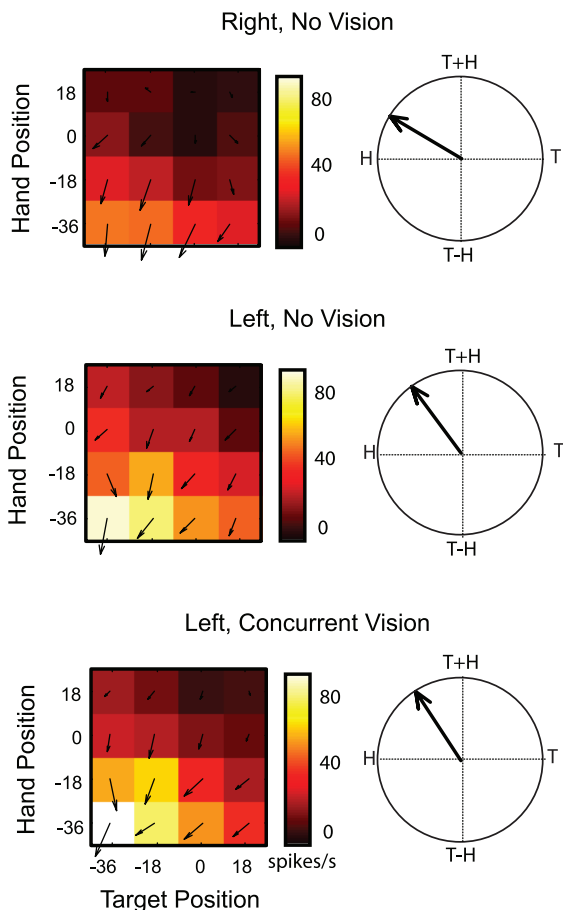 Right, No Vision
Hand Position
18
0
-18
-36
80
40
0
T+H
H
T
T-H
Left, No Vision
Hand Position
18
0
-18
-36
80
40
0
T+H
H
T
T-H
Left, Concurrent Vision
Hand Position
18
0
-18
-36
80
40
0
spikes/s
-36 -18 0 18
Target Position
T+H
H
T
T-H